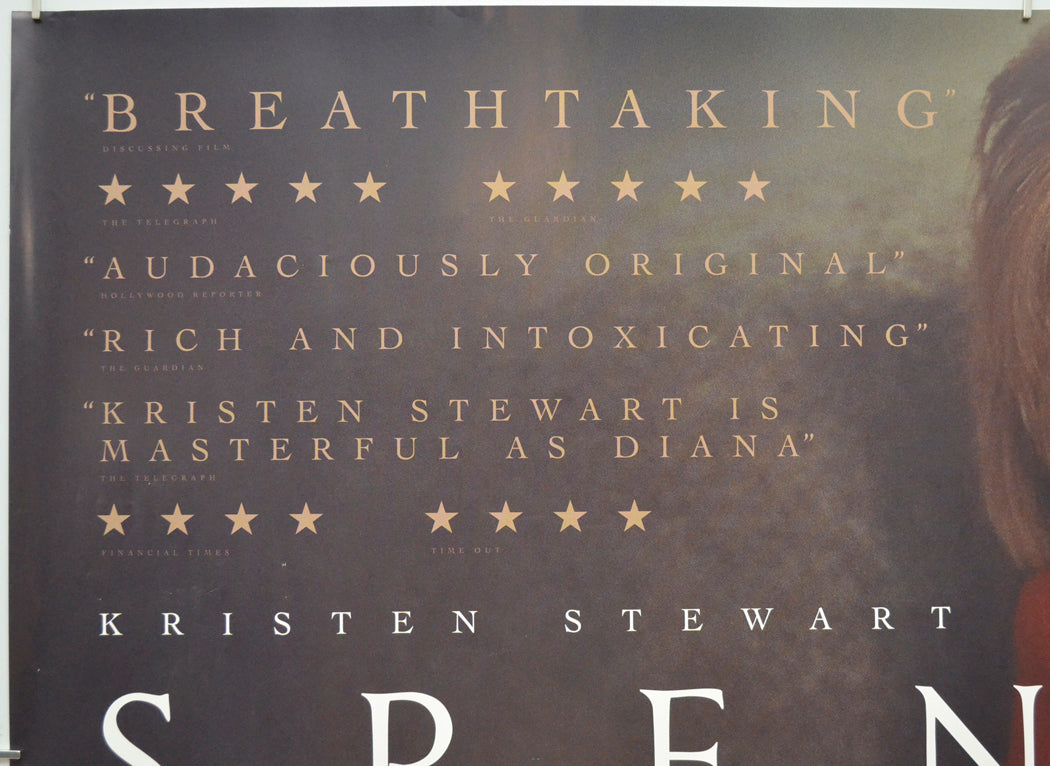 “BREATHTAKING”
DISCUSSING FILM
★★★★★ ★★★★★
THE TELEGRAPH THE GUARDIAN
“AUDACIOUSLY ORIGINAL”
HOLLYWOOD REPORTER
“RICH AND INTOXICATING”
THE GUARDIAN
“KRISTEN STEWART IS
MASTERFUL AS DIANA”
THE TELEGRAPH
★★★★ ★★★★
FINANCIAL TIMES TIME OUT
KRISTEN STEWART
SPEN